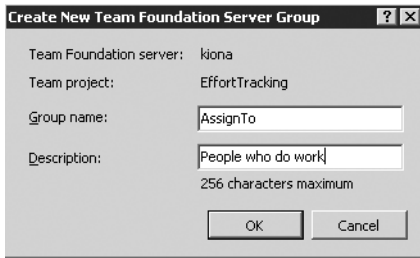 Create New Team Foundation Server Group
Team Foundation server: kiona
Team project: EffortTracking
Group name: AssignTo
Description: People who do work
256 characters maximum
OK Cancel